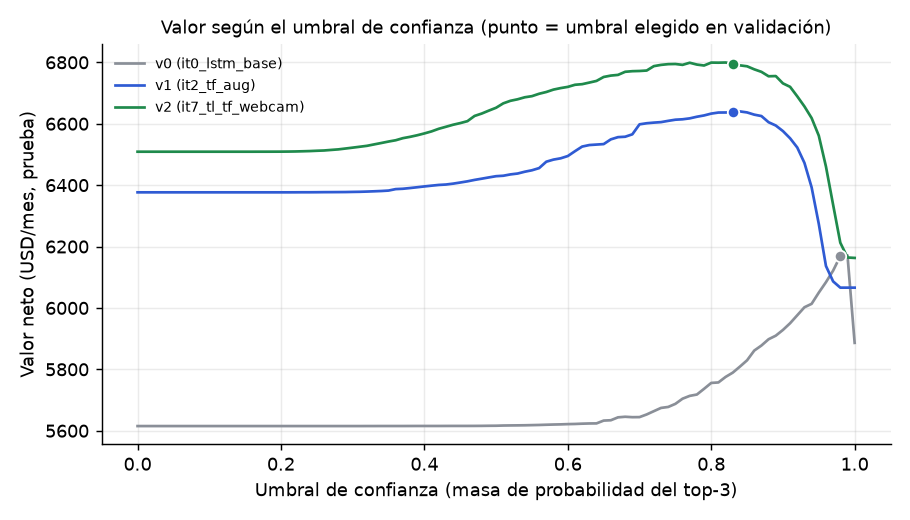 Valor según el umbral de confianza (punto = umbral elegido en validación)
v0 (it0_lstm_base)
v1 (it2_tf_aug)
v2 (it7_tl_tf_webcam)
Valor neto (USD/mes, prueba)
6800
6600
6400
6200
6000
5800
5600
0.0 0.2 0.4 0.6 0.8 1.0
Umbral de confianza (masa de probabilidad del top-3)